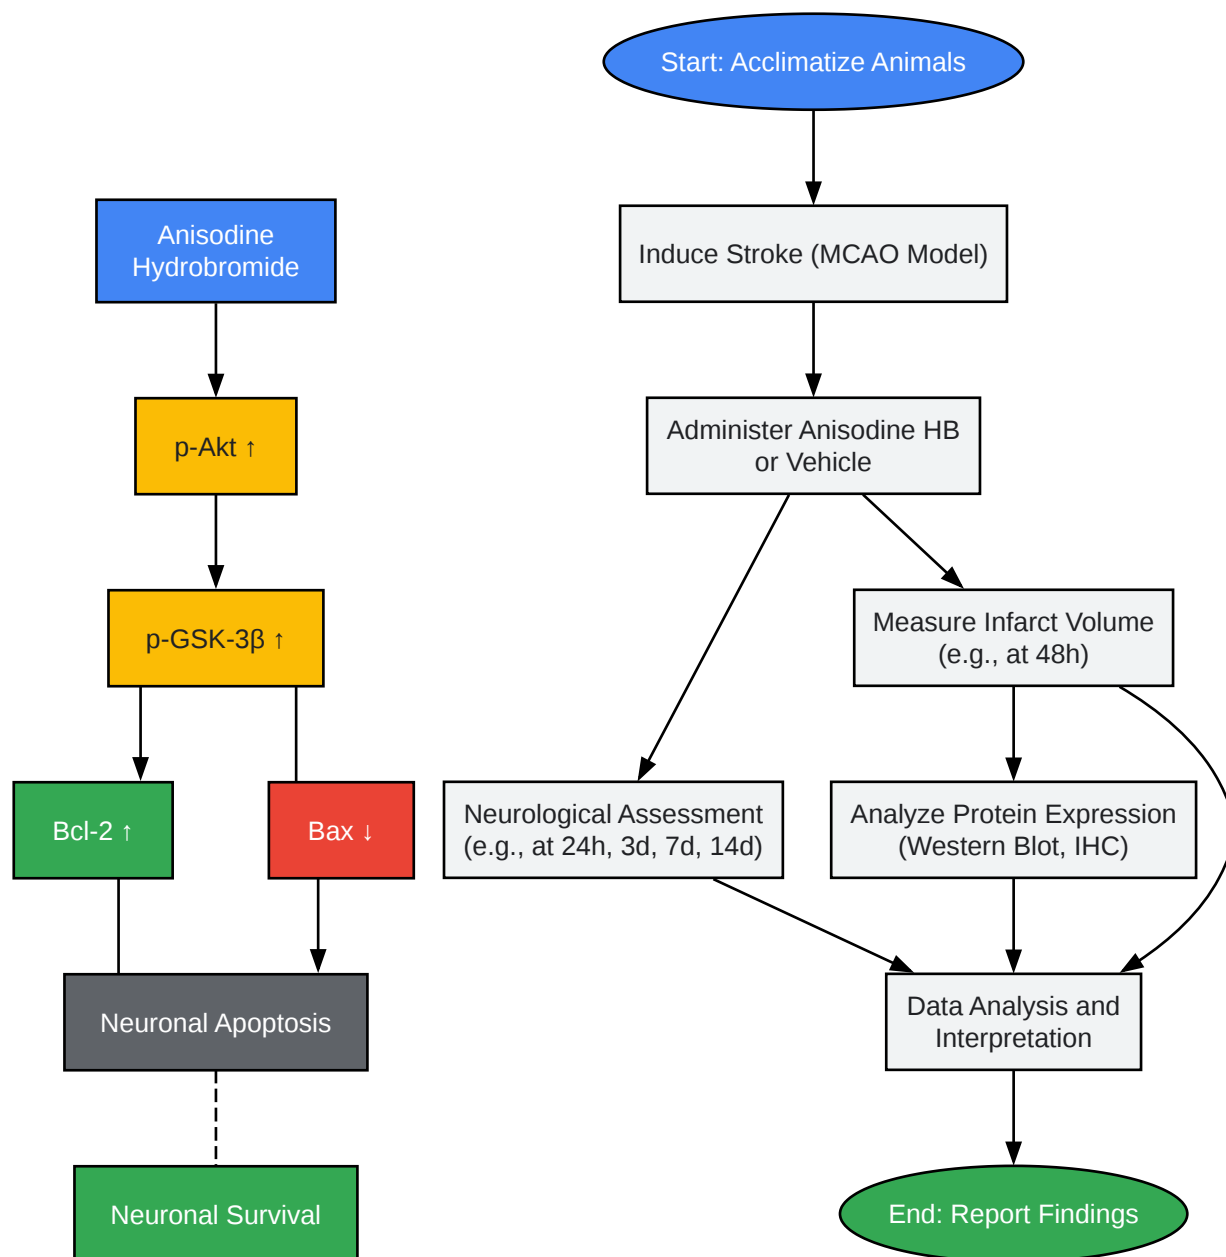 Anisodine
Hydrobromide
p-Akt ↑
p-GSK-3β ↑
Bcl-2 ↑
Bax ↓
Neuronal Apoptosis
Neuronal Survival
Start: Acclimatize Animals
Induce Stroke (MCAO Model)
Administer Anisodine HB
or Vehicle
Measure Infarct Volume
(e.g., at 48h)
Neurological Assessment
(e.g., at 24h, 3d, 7d, 14d)
Analyze Protein Expression
(Western Blot, IHC)
Data Analysis and
Interpretation
End: Report Findings